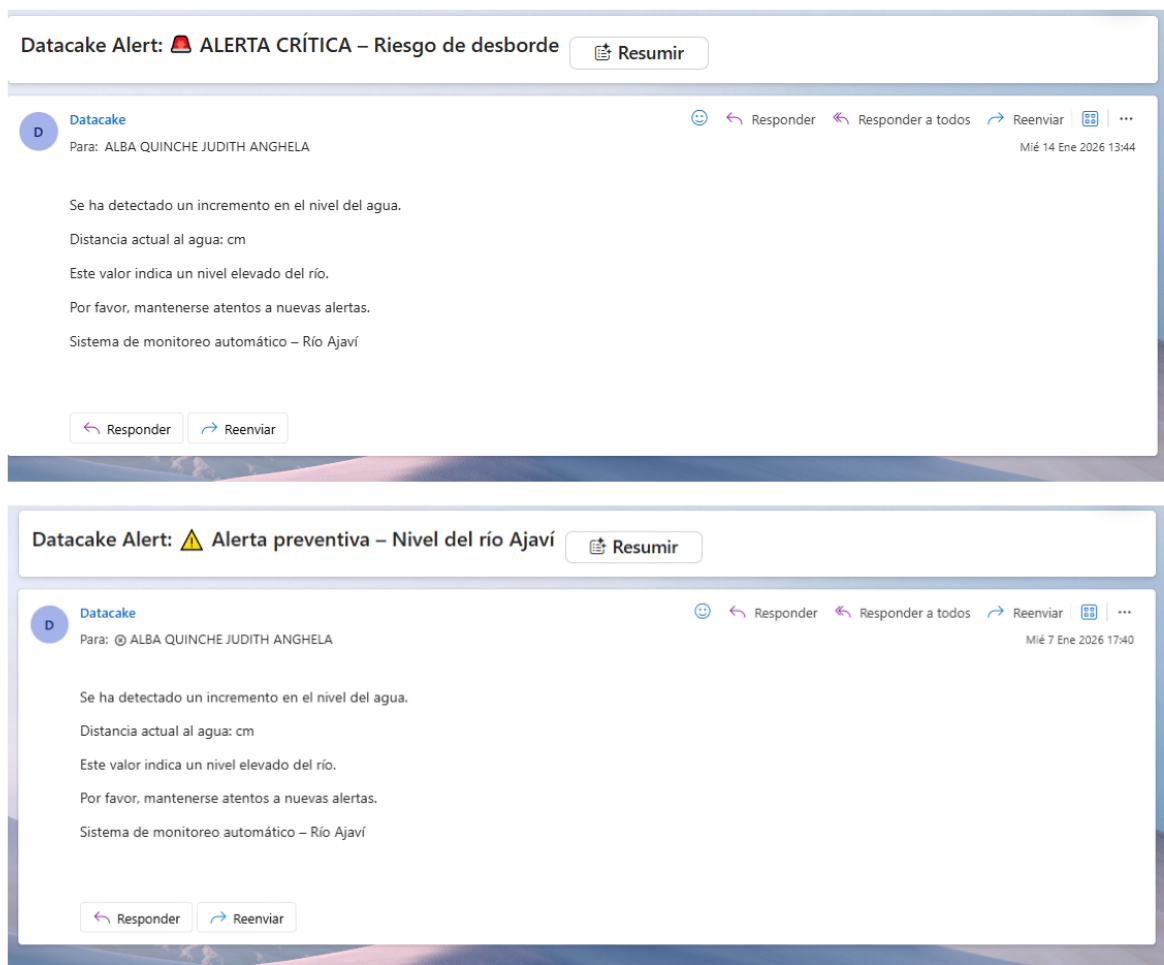 Datacake Alert: 🚨 ALERTA CRÍTICA – Riesgo de desborde Resumir
D
Datacake
Responder Responder a todos Reenviar
Para: ALBA QUINCHE JUDITH ANGHELA
Mié 14 Ene 2026 13:44
Se ha detectado un incremento en el nivel del agua.
Distancia actual al agua: cm
Este valor indica un nivel elevado del río.
Por favor, mantenerse atentos a nuevas alertas.
Sistema de monitoreo automático – Río Ajaví
Responder Reenviar
Datacake Alert: ⚠️ Alerta preventiva – Nivel del río Ajaví Resumir
D
Datacake
Responder Responder a todos Reenviar
Para: ALBA QUINCHE JUDITH ANGHELA
Mié 7 Ene 2026 17:40
Se ha detectado un incremento en el nivel del agua.
Distancia actual al agua: cm
Este valor indica un nivel elevado del río.
Por favor, mantenerse atentos a nuevas alertas.
Sistema de monitoreo automático – Río Ajaví
Responder Reenviar